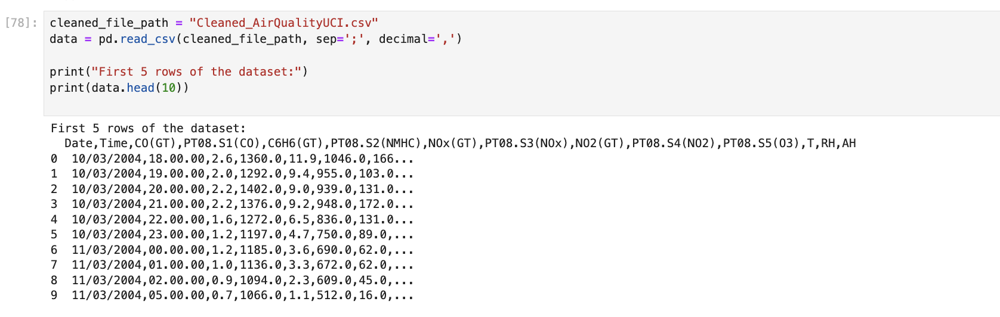 [78]: cleaned_file_path = "Cleaned_AirQualityUCI.csv"
data = pd.read_csv(cleaned_file_path, sep=';', decimal=',')
print("First 5 rows of the dataset:")
print(data.head(10))
First 5 rows of the dataset:
Date,Time,CO(GT),PT08.S1(CO),C6H6(GT),PT08.S2(NMHC),NOx(GT),PT08.S3(NOx),NO2(GT),PT08.S4(NO2),PT08.S5(O3),T,RH,AH
0 10/03/2004,18.00.00,2.6,1360.0,11.9,1046.0,166...
1 10/03/2004,19.00.00,2.0,1292.0,9.4,955.0,103.0...
2 10/03/2004,20.00.00,2.2,1402.0,9.0,939.0,131.0...
3 10/03/2004,21.00.00,2.2,1376.0,9.2,948.0,172.0...
4 10/03/2004,22.00.00,1.6,1272.0,6.5,836.0,131.0...
5 10/03/2004,23.00.00,1.2,1197.0,4.7,750.0,89.0,...
6 11/03/2004,00.00.00,1.2,1185.0,3.6,690.0,62.0,...
7 11/03/2004,01.00.00,1.0,1136.0,3.3,672.0,62.0,...
8 11/03/2004,02.00.00,0.9,1094.0,2.3,609.0,45.0,...
9 11/03/2004,05.00.00,0.7,1066.0,1.1,512.0,16.0,...